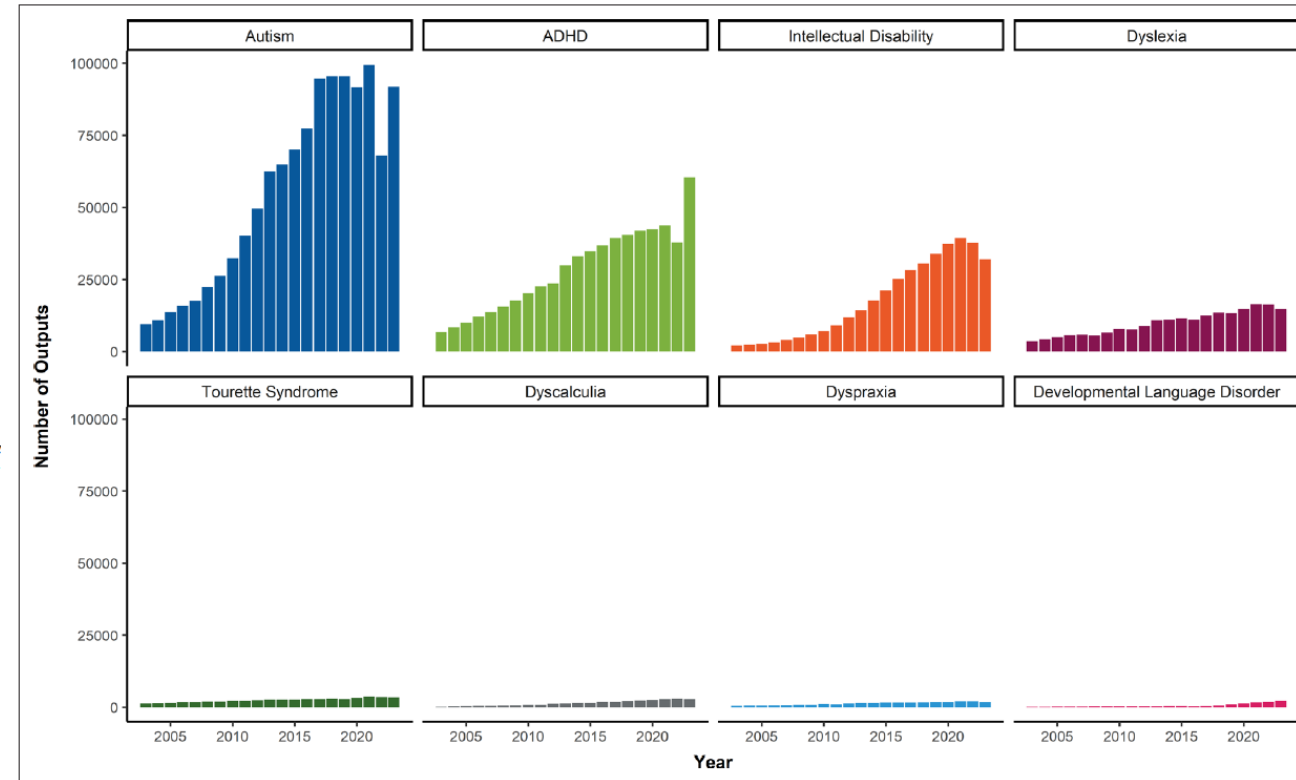 Autism
ADHD
Intellectual Disability
Dyslexia
100000
75000
50000
25000
0
Tourette Syndrome
Dyscalculia
Dyspraxia
Developmental Language Disorder
100000
75000
50000
25000
0
2005 2010 2015 2020
2005 2010 2015 2020
2005 2010 2015 2020
2005 2010 2015 2020
Number of Outputs
Year